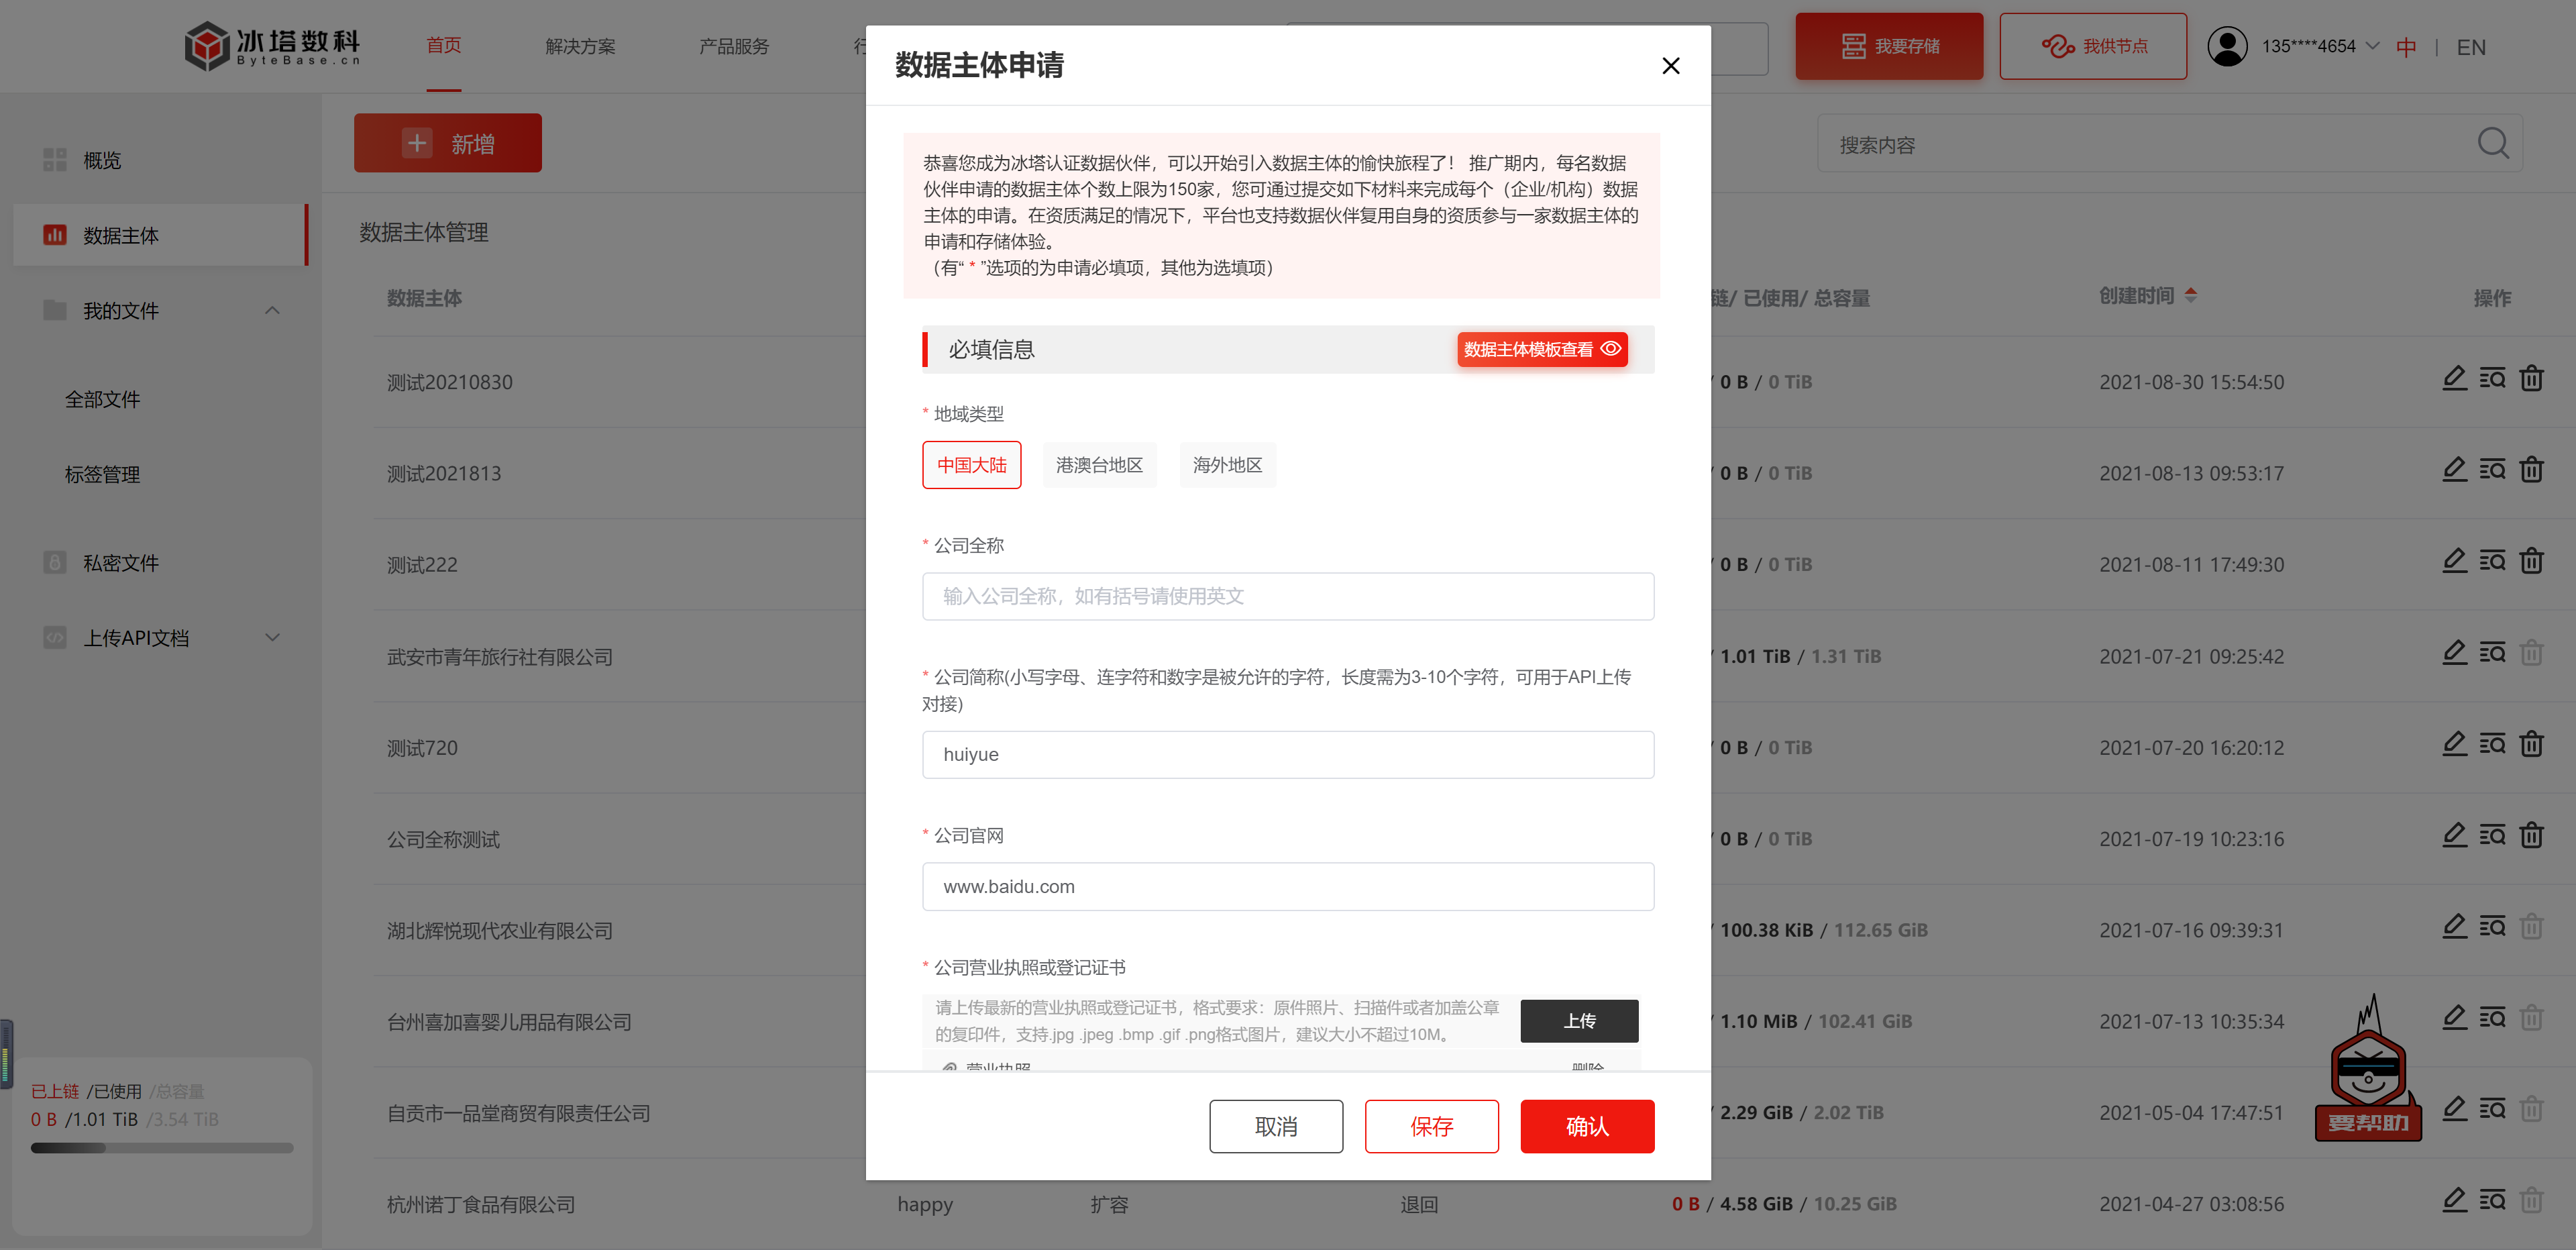 冰塔数科
ByteBase.cn
首页
解决方案
产品服务
我要存储
我供节点
135****4654
中 | EN
概览
数据主体
我的文件
全部文件
标签管理
私密文件
上传API文档
已上链 /已使用 /总容量
0 B /1.01 TiB /3.54 TiB
新增
搜索内容
数据主体管理
数据主体
链/ 已使用/ 总容量
创建时间
操作
测试20210830
/ 0 B / 0 TiB
2021-08-30 15:54:50
测试2021813
/ 0 B / 0 TiB
2021-08-13 09:53:17
测试222
/ 0 B / 0 TiB
2021-08-11 17:49:30
武安市青年旅行社有限公司
/ 1.01 TiB / 1.31 TiB
2021-07-21 09:25:42
测试720
/ 0 B / 0 TiB
2021-07-20 16:20:12
公司全称测试
/ 0 B / 0 TiB
2021-07-19 10:23:16
湖北辉悦现代农业有限公司
/ 100.38 KiB / 112.65 GiB
2021-07-16 09:39:31
台州喜加喜婴儿用品有限公司
/ 1.10 MiB / 102.41 GiB
2021-07-13 10:35:34
自贡市一品堂商贸有限责任公司
/ 2.29 GiB / 2.02 TiB
2021-05-04 17:47:51
杭州诺丁食品有限公司
happy
扩容
退回
0 B / 4.58 GiB / 10.25 GiB
2021-04-27 03:08:56
要帮助
数据主体申请
恭喜您成为冰塔认证数据伙伴，可以开始引入数据主体的愉快旅程了！ 推广期内，每名数据
伙伴申请的数据主体个数上限为150家，您可通过提交如下材料来完成每个（企业/机构）数据
主体的申请。在资质满足的情况下，平台也支持数据伙伴复用自身的资质参与一家数据主体的
申请和存储体验。
（有“ * ”选项的为申请必填项，其他为选填项）
必填信息
数据主体模板查看
* 地域类型
中国大陆
港澳台地区
海外地区
* 公司全称
输入公司全称，如有括号请使用英文
* 公司简称(小写字母、连字符和数字是被允许的字符，长度需为3-10个字符，可用于API上传
对接)
huiyue
* 公司官网
www.baidu.com
* 公司营业执照或登记证书
请上传最新的营业执照或登记证书，格式要求：原件照片、扫描件或者加盖公章
的复印件，支持.jpg .jpeg .bmp .gif .png格式图片，建议大小不超过10M。
上传
营业执照
删除
取消
保存
确认